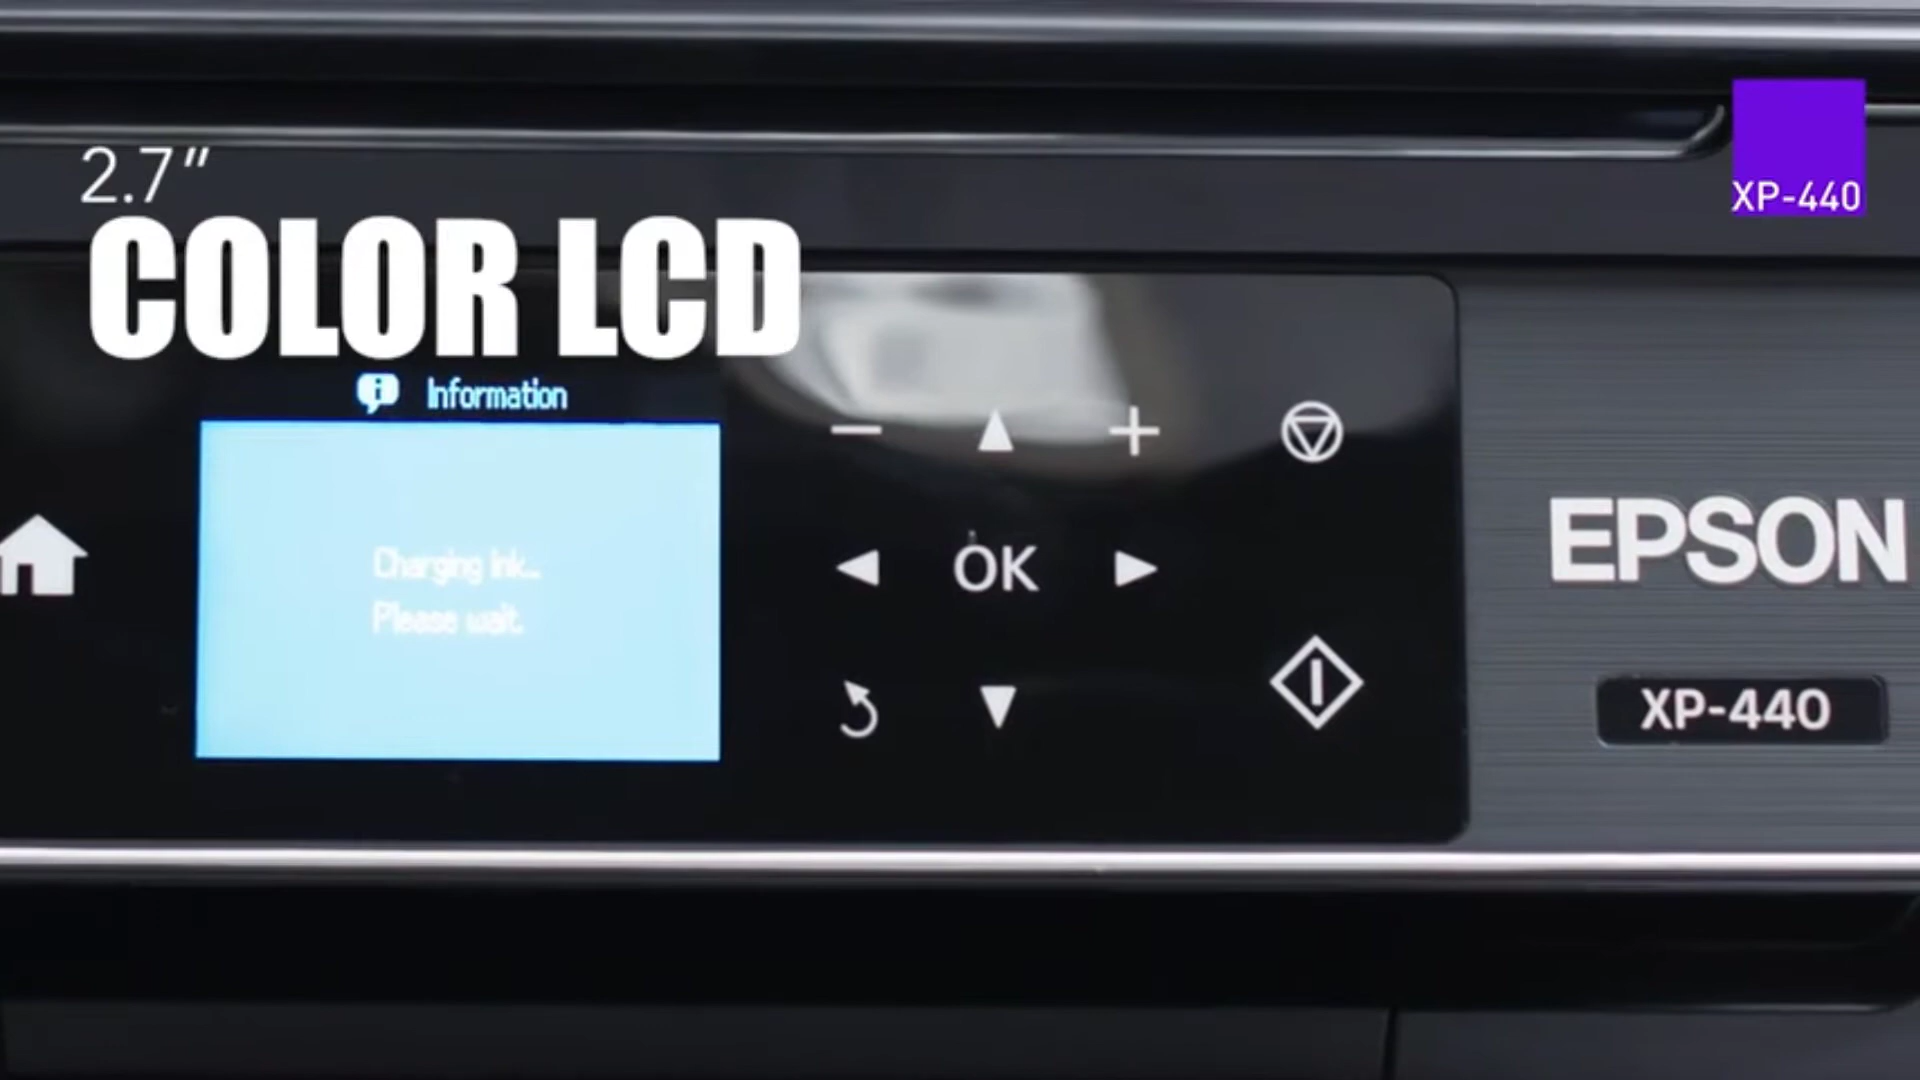 2.7"
COLOR LCD
XP-440
Information
Charging ink...
Please wait.
OK
EPSON
XP-440